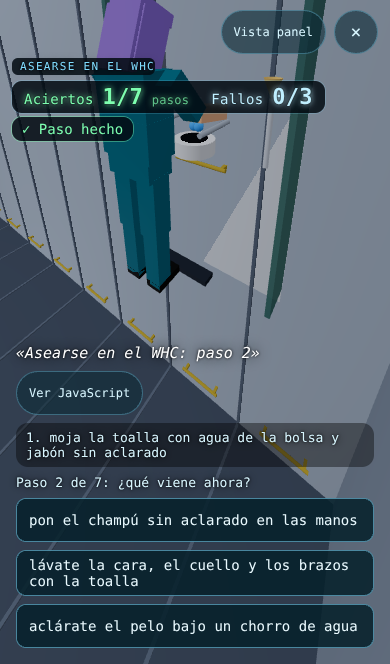 Vista panel
✕
ASEARSE EN EL WHC
Aciertos 1/7 pasos Fallos 0/3
✓ Paso hecho
«Asearse en el WHC: paso 2»
Ver JavaScript
1. moja la toalla con agua de la bolsa y
jabón sin aclarado
Paso 2 de 7: ¿qué viene ahora?
pon el champú sin aclarado en las manos
lávate la cara, el cuello y los brazos
con la toalla
aclárate el pelo bajo un chorro de agua